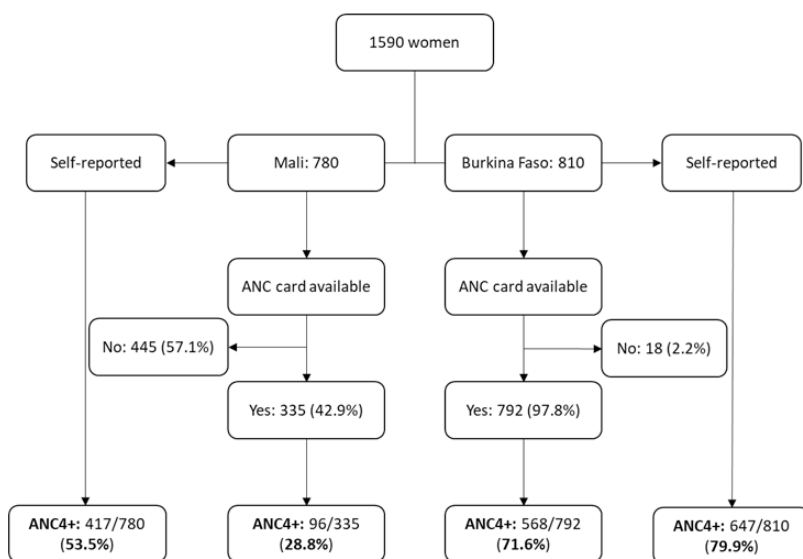 1590 women
Self-reported
Mali: 780
Burkina Faso: 810
Self-reported
ANC card available
ANC card available
No: 445 (57.1%)
No: 18 (2.2%)
Yes: 335 (42.9%)
Yes: 792 (97.8%)
ANC4+: 417/780
(53.5%)
ANC4+: 96/335
(28.8%)
ANC4+: 568/792
(71.6%)
ANC4+: 647/810
(79.9%)